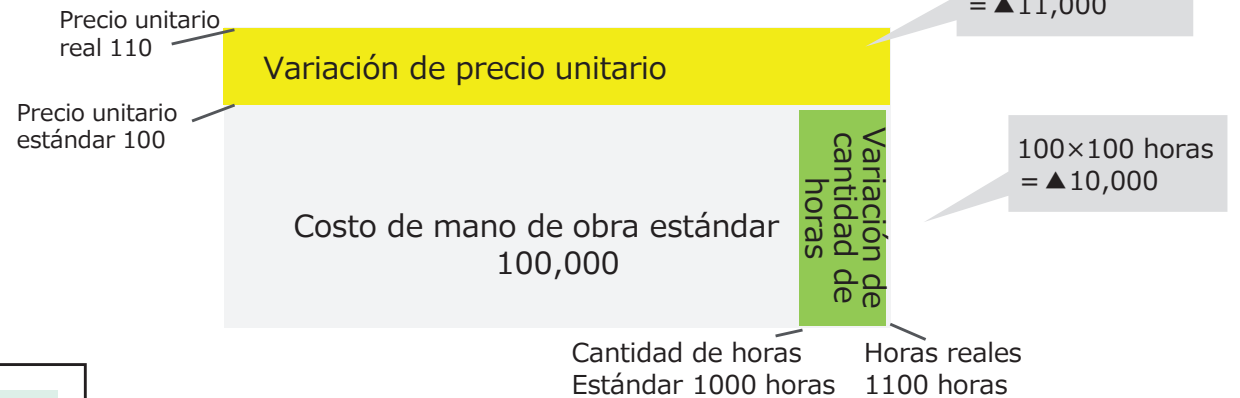 = ▲11,000
Precio unitario
real 110
Variación de precio unitario
Precio unitario
estándar 100
Variación de
cantidad de
horas
100×100 horas
= ▲10,000
Costo de mano de obra estándar
100,000
Cantidad de horas
Estándar 1000 horas
Horas reales
1100 horas